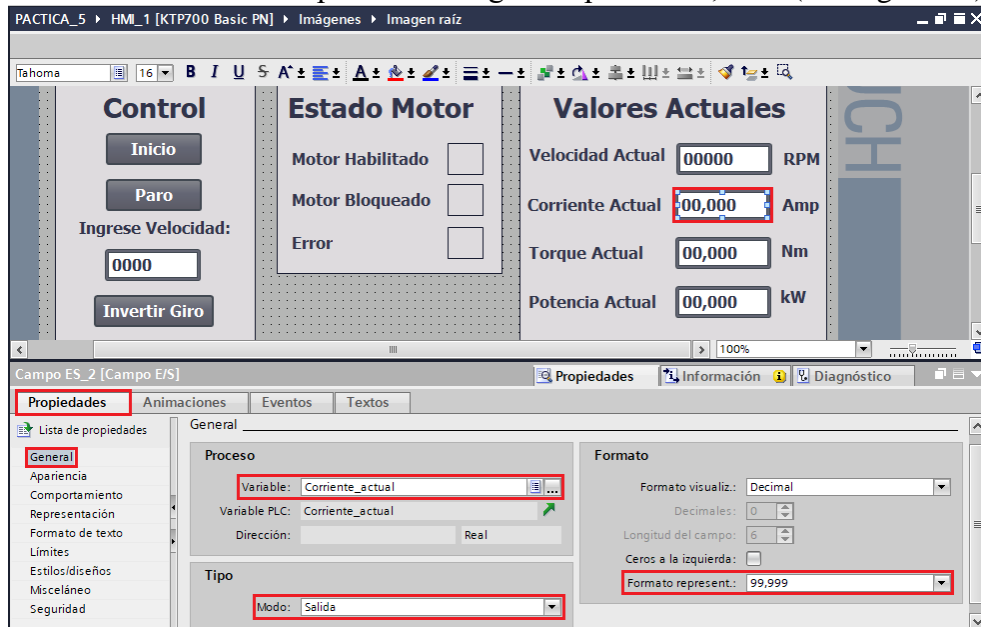 PACTICA_5 ▸ HMI_1 [KTP700 Basic PN] ▸ Imágenes ▸ Imagen raíz
Tahoma 16 B I U S A A
Control Estado Motor Valores Actuales
Inicio Motor Habilitado Velocidad Actual 00000 RPM
Paro Motor Bloqueado Corriente Actual 00,000 Amp
Ingrese Velocidad: Error Torque Actual 00,000 Nm
0000
Invertir Giro Potencia Actual 00,000 kW
UCH
100%
Campo ES_2 [Campo E/S] Propiedades Información Diagnóstico
Propiedades Animaciones Eventos Textos
Lista de propiedades General
General Proceso Formato
Apariencia Variable: Corriente_actual ... Formato visualiz.: Decimal
Comportamiento
Representación Variable PLC: Corriente_actual Decimales: 0
Formato de texto Dirección: Real Longitud del campo: 6
Límites Ceros a la izquierda:
Estilos/diseños Tipo Formato represent.: 99,999
Misceláneo
Seguridad Modo: Salida